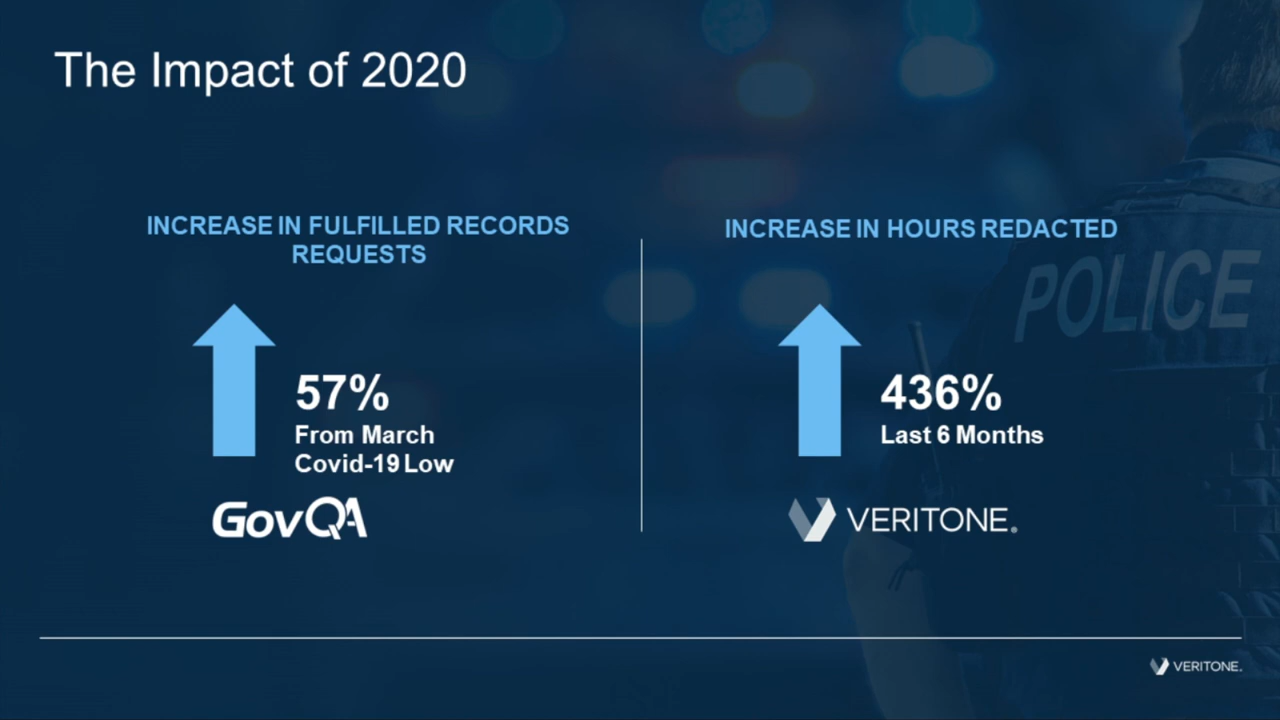 The Impact of 2020
INCREASE IN FULFILLED RECORDS
REQUESTS
57%
From March
Covid-19 Low
GovQA
INCREASE IN HOURS REDACTED
436%
Last 6 Months
VERITONE®
POLICE
VERITONE.